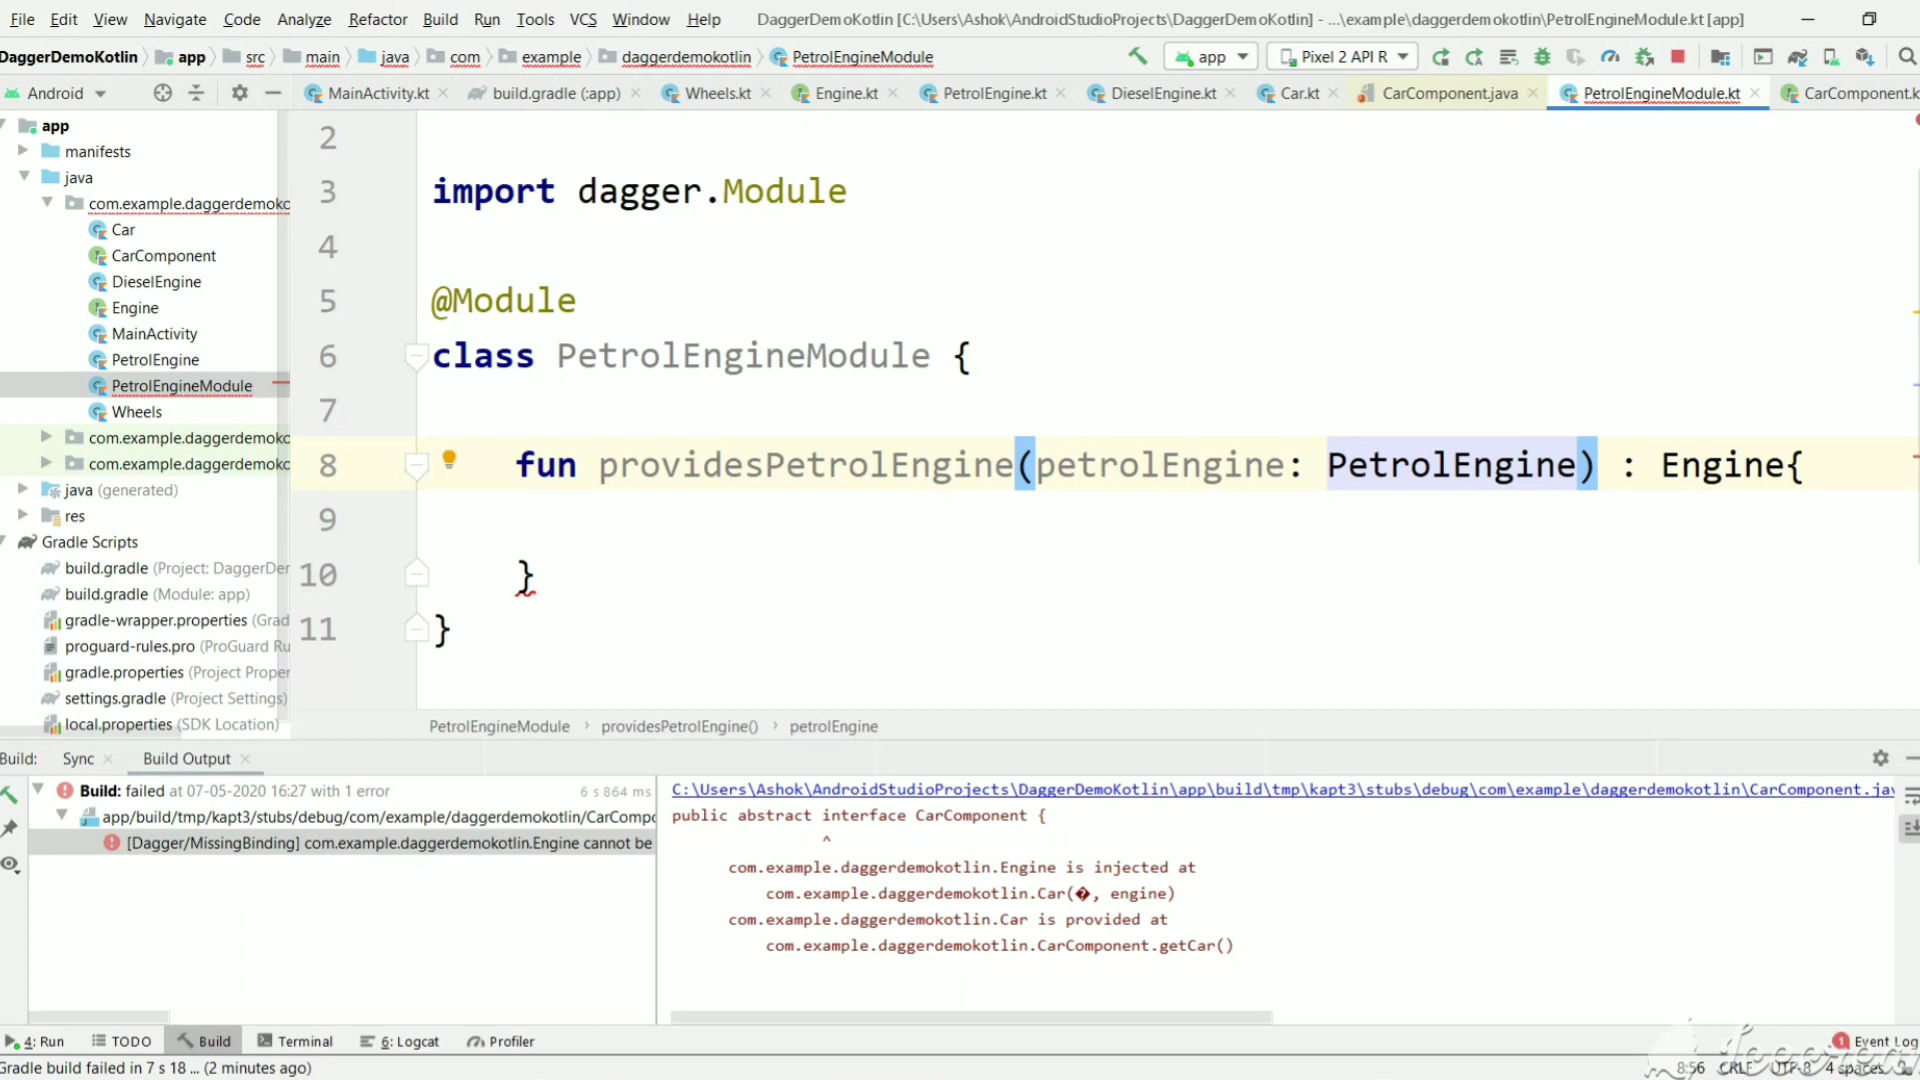 File Edit View Navigate Code Analyze Refactor Build Run Tools VCS Window Help DaggerDemoKotlin [C:\Users\Ashok\AndroidStudioProjects\DaggerDemoKotlin] - ...\example\daggerdemokotlin\PetrolEngineModule.kt [app]
DaggerDemoKotlin app src main java com example daggerdemokotlin PetrolEngineModule app Pixel 2 API R
Android MainActivity.kt build.gradle (:app) Wheels.kt Engine.kt PetrolEngine.kt DieselEngine.kt Car.kt CarComponent.java PetrolEngineModule.kt CarComponent.k
app
manifests
java
com.example.daggerdemoko
Car
CarComponent
DieselEngine
Engine
MainActivity
PetrolEngine
PetrolEngineModule
Wheels
com.example.daggerdemoko
com.example.daggerdemoko
java (generated)
res
Gradle Scripts
build.gradle (Project: DaggerDer
build.gradle (Module: app)
gradle-wrapper.properties (Grad
proguard-rules.pro (ProGuard Ru
gradle.properties (Project Proper
settings.gradle (Project Settings)
local.properties (SDK Location)
2
3 import dagger.Module
4
5 @Module
6 class PetrolEngineModule {
7
8 fun providesPetrolEngine(petrolEngine: PetrolEngine) : Engine{
9
10 }
11 }
PetrolEngineModule › providesPetrolEngine() › petrolEngine
Build: Sync Build Output
Build: failed at 07-05-2020 16:27 with 1 error 6 s 864 ms
app/build/tmp/kapt3/stubs/debug/com/example/daggerdemokotlin/CarCompo
[Dagger/MissingBinding] com.example.daggerdemokotlin.Engine cannot be
C:\Users\Ashok\AndroidStudioProjects\DaggerDemoKotlin\app\build\tmp\kapt3\stubs\debug\com\example\daggerdemokotlin\CarComponent.jav
public abstract interface CarComponent {
^
com.example.daggerdemokotlin.Engine is injected at
com.example.daggerdemokotlin.Car(�, engine)
com.example.daggerdemokotlin.Car is provided at
com.example.daggerdemokotlin.CarComponent.getCar()
4: Run TODO Build Terminal 6: Logcat Profiler 1 Event Log
Gradle build failed in 7 s 18 ... (2 minutes ago) 8:56 CRLF UTF-8 4 spaces